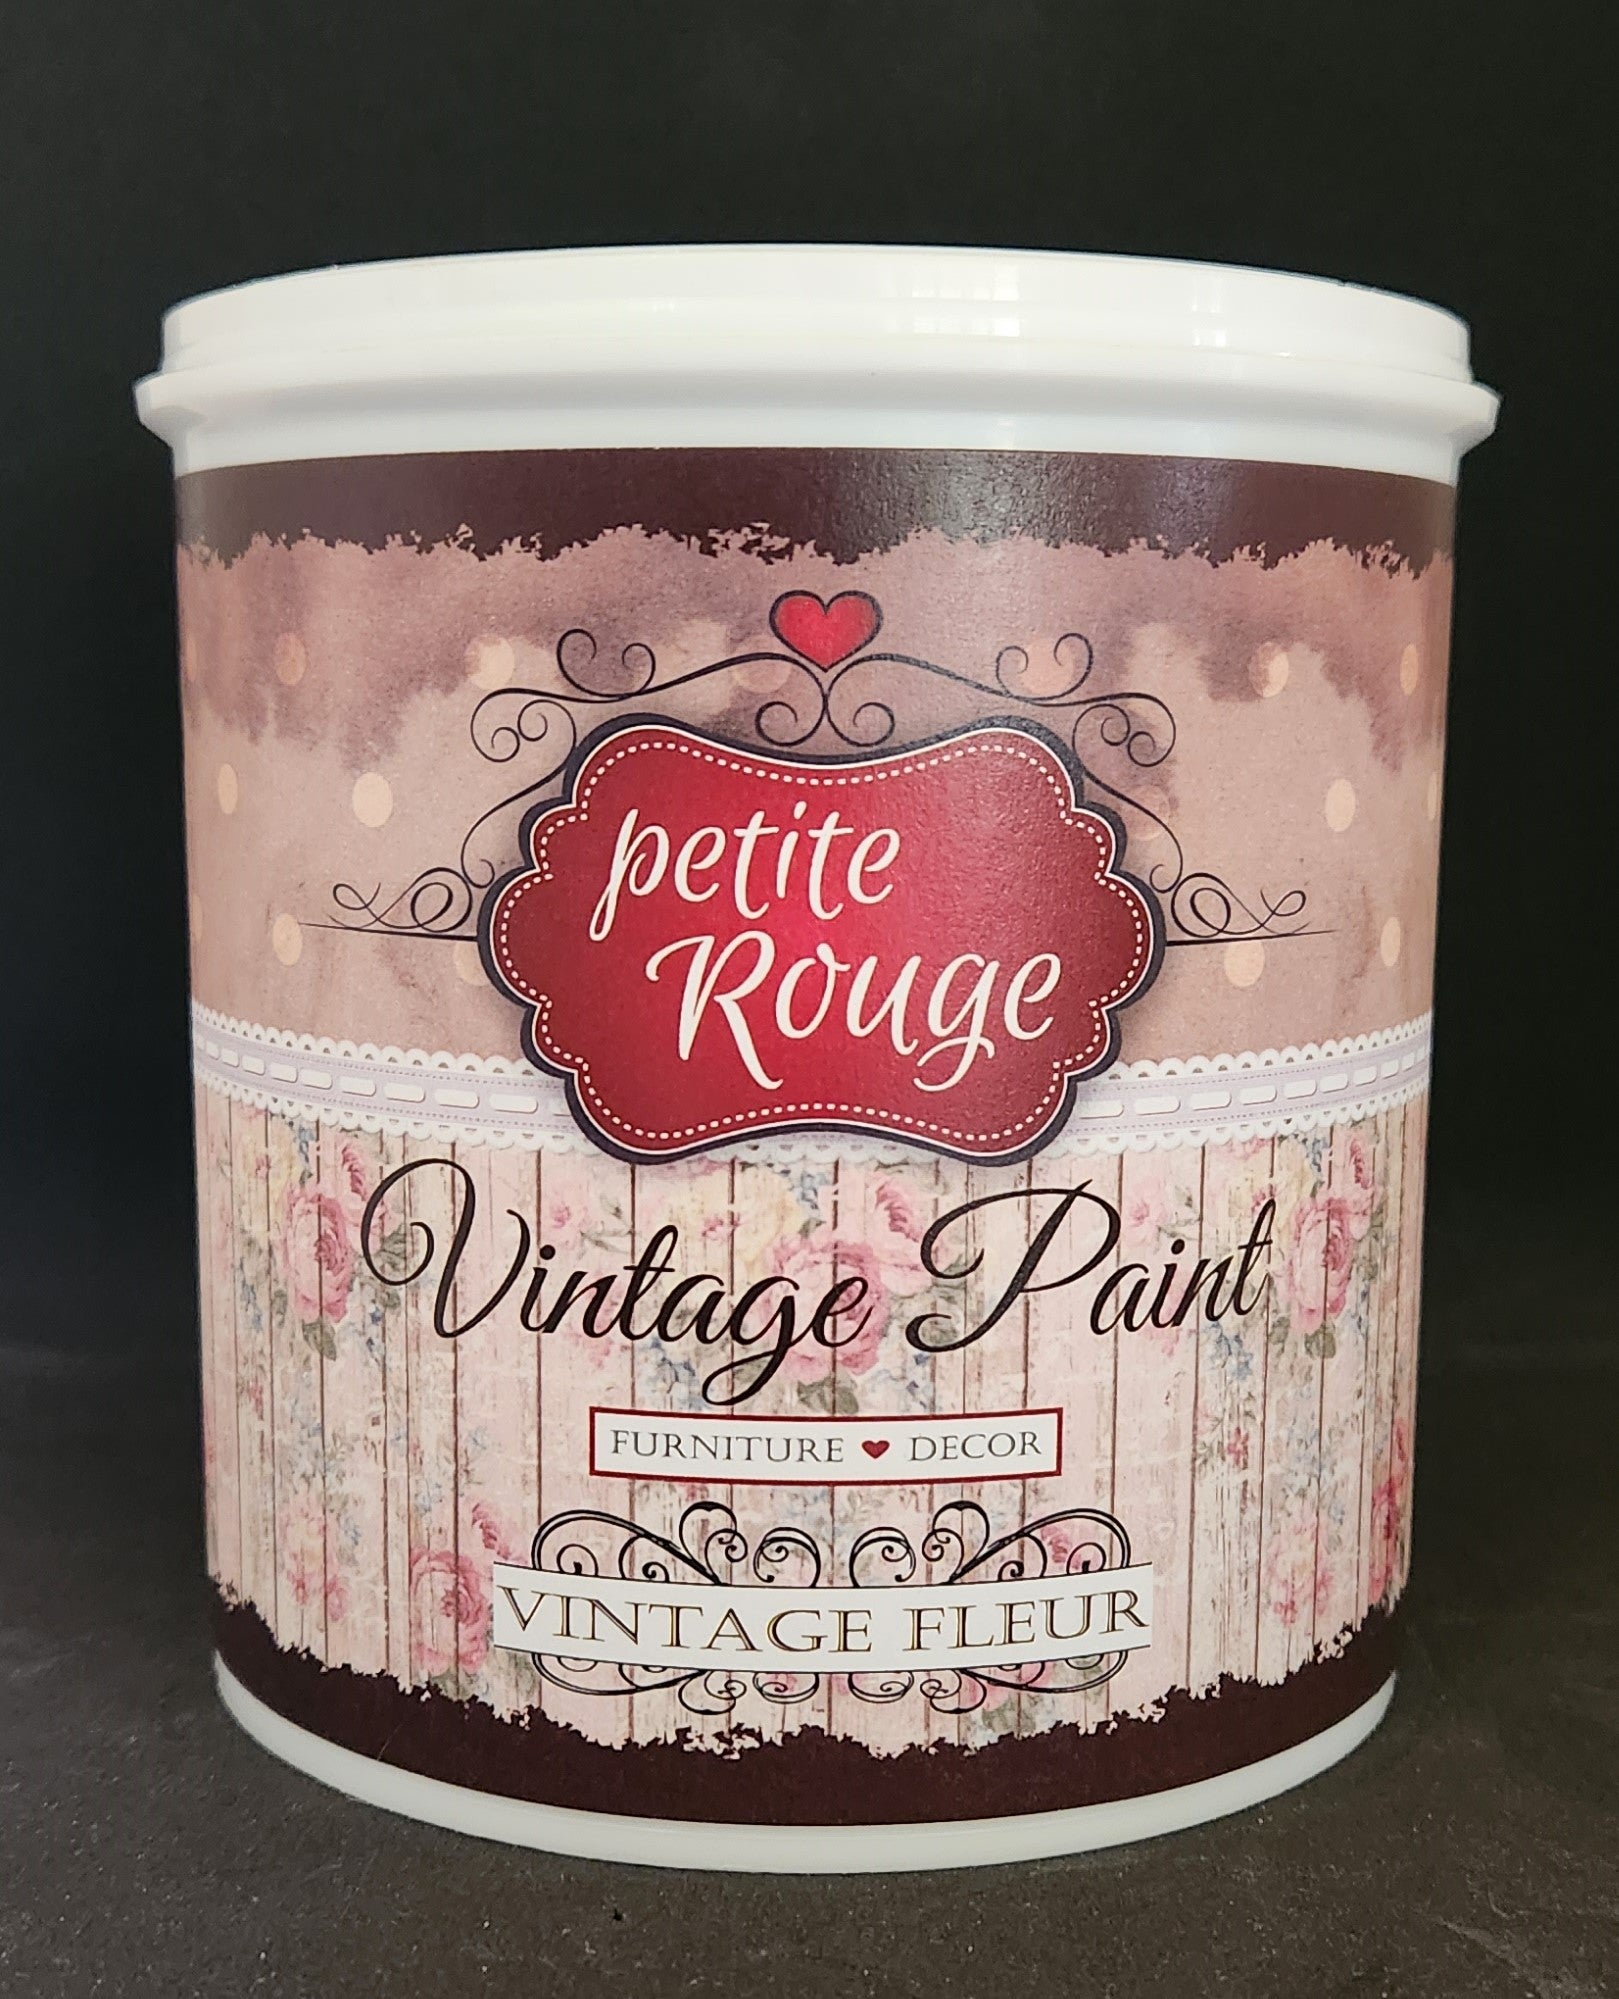 petite
Rouge
Vintage Paint
FURNITURE ♥ DECOR
VINTAGE FLEUR